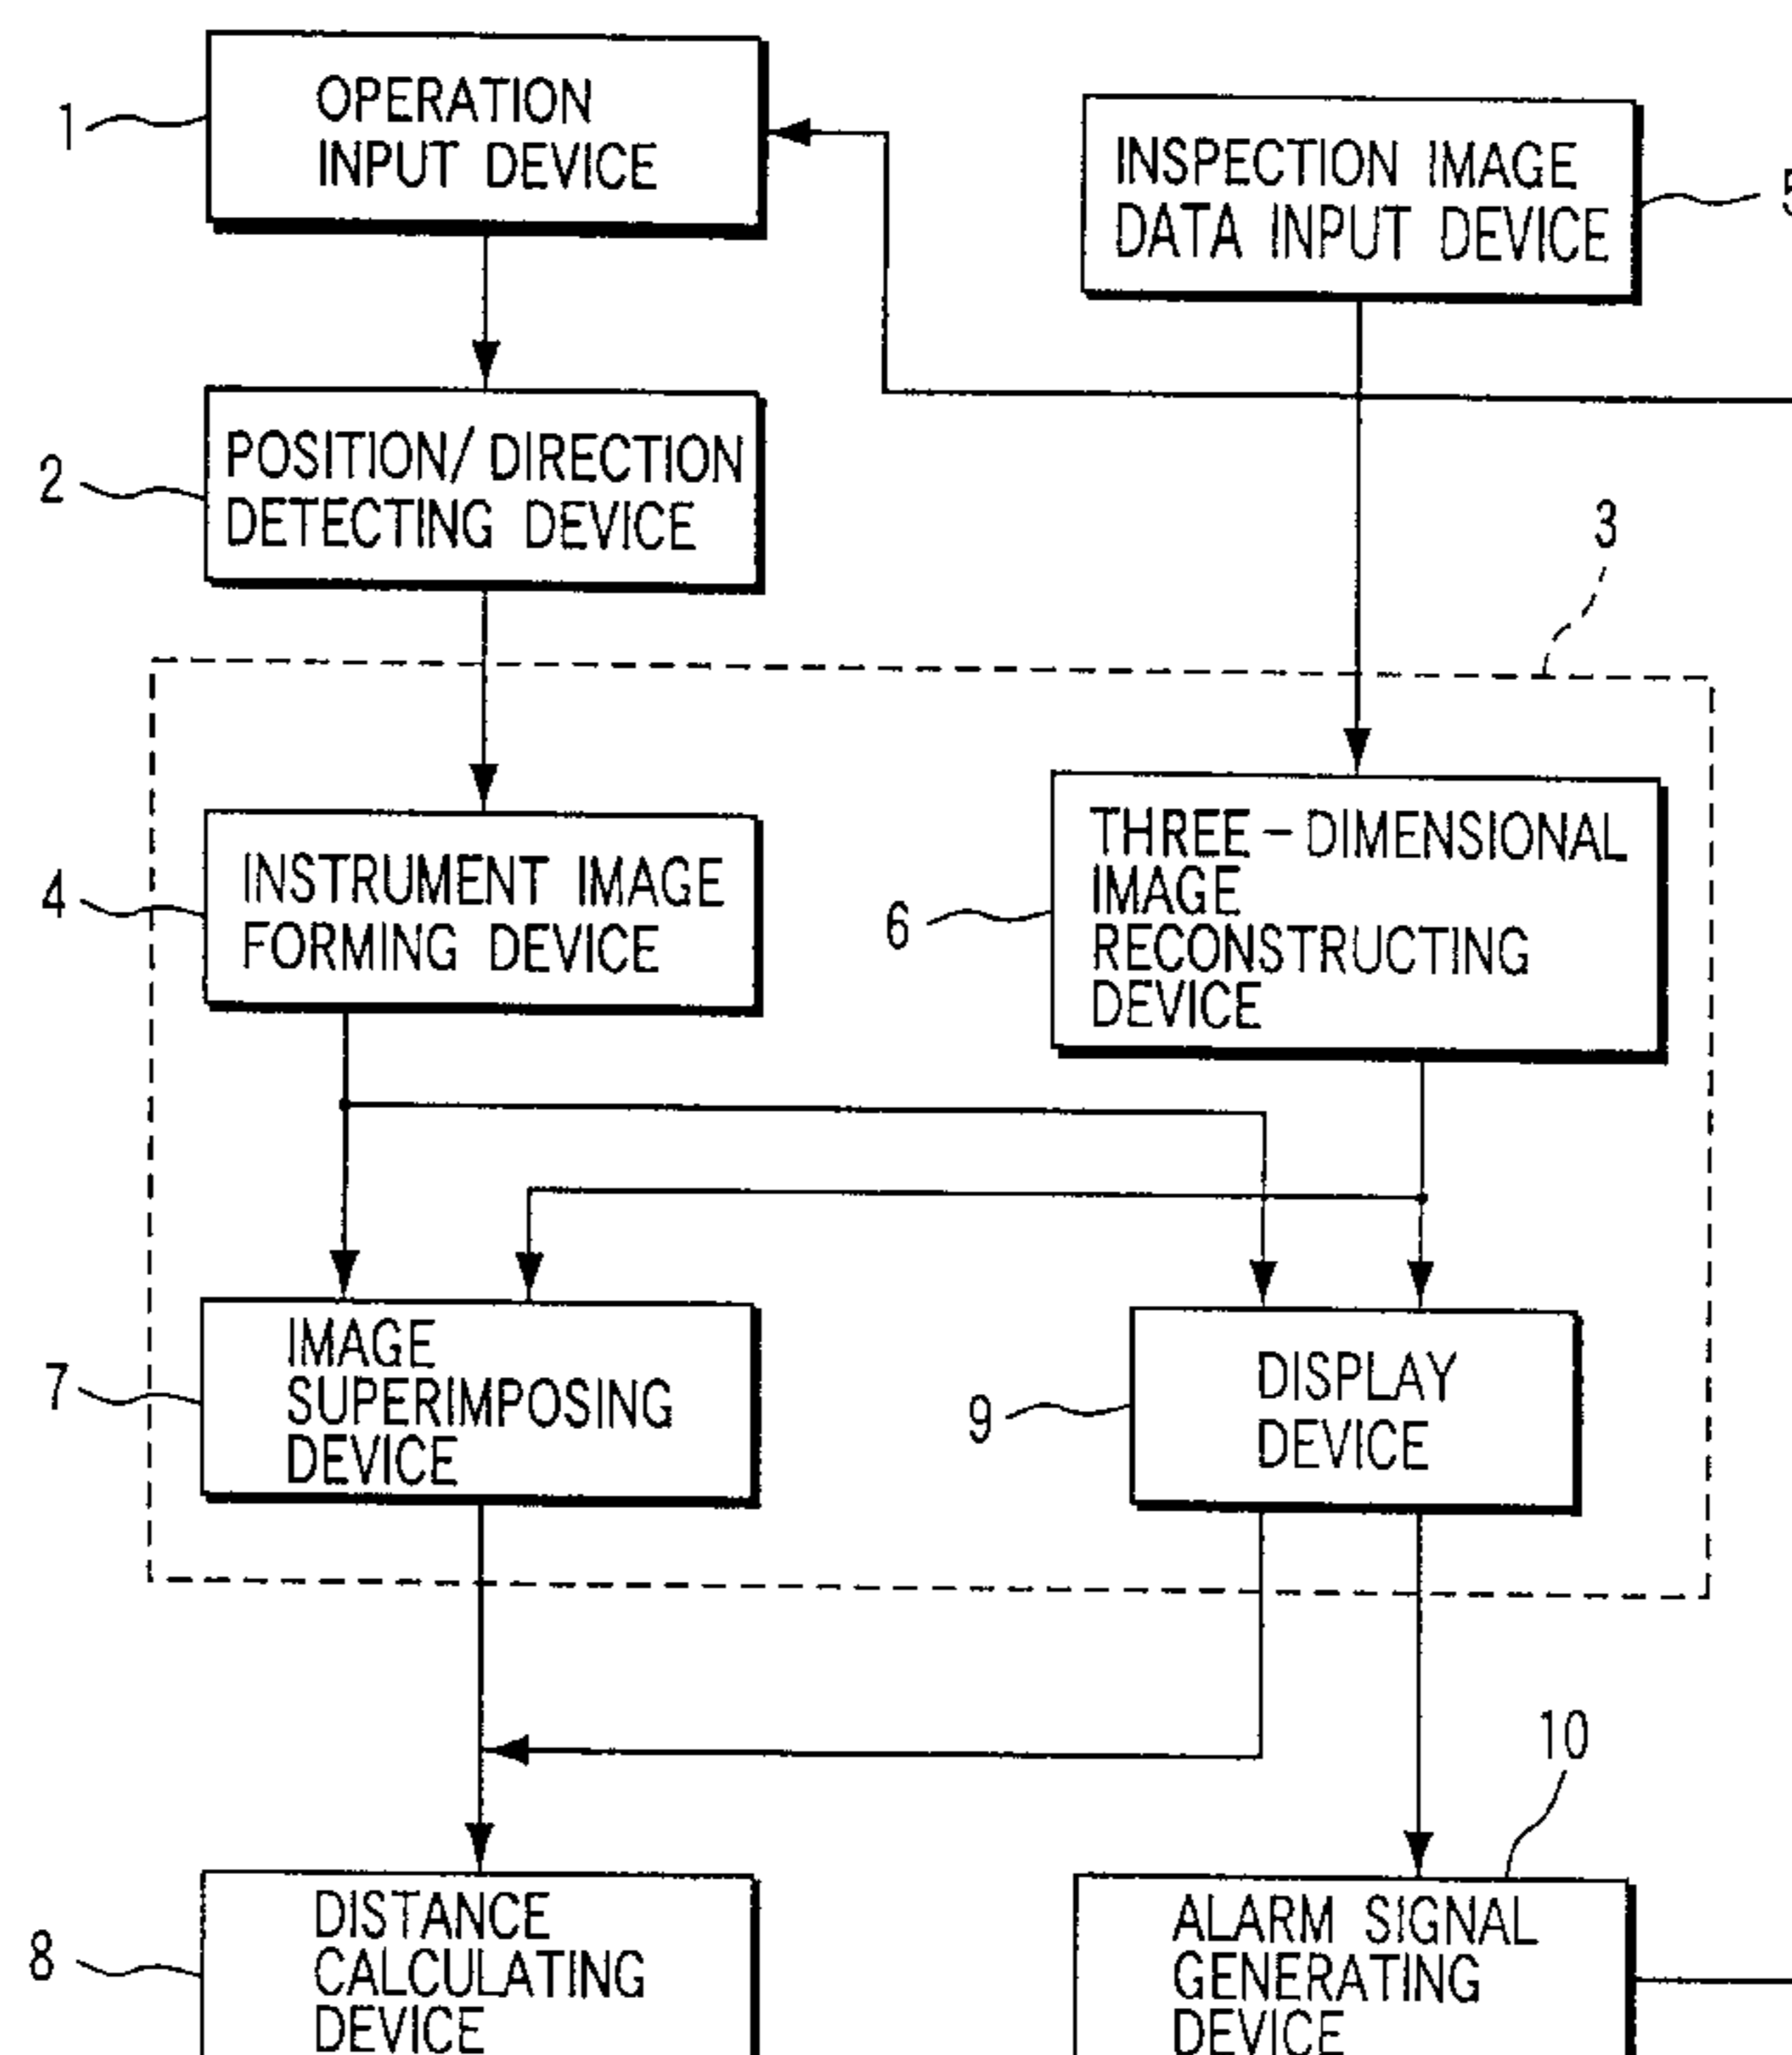 1
OPERATION
INPUT DEVICE
INSPECTION IMAGE
DATA INPUT DEVICE
5
2
POSITION/DIRECTION
DETECTING DEVICE
3
4
INSTRUMENT IMAGE
FORMING DEVICE
6
THREE-DIMENSIONAL
IMAGE
RECONSTRUCTING
DEVICE
7
IMAGE
SUPERIMPOSING
DEVICE
9
DISPLAY
DEVICE
10
8
DISTANCE
CALCULATING
DEVICE
ALARM SIGNAL
GENERATING
DEVICE